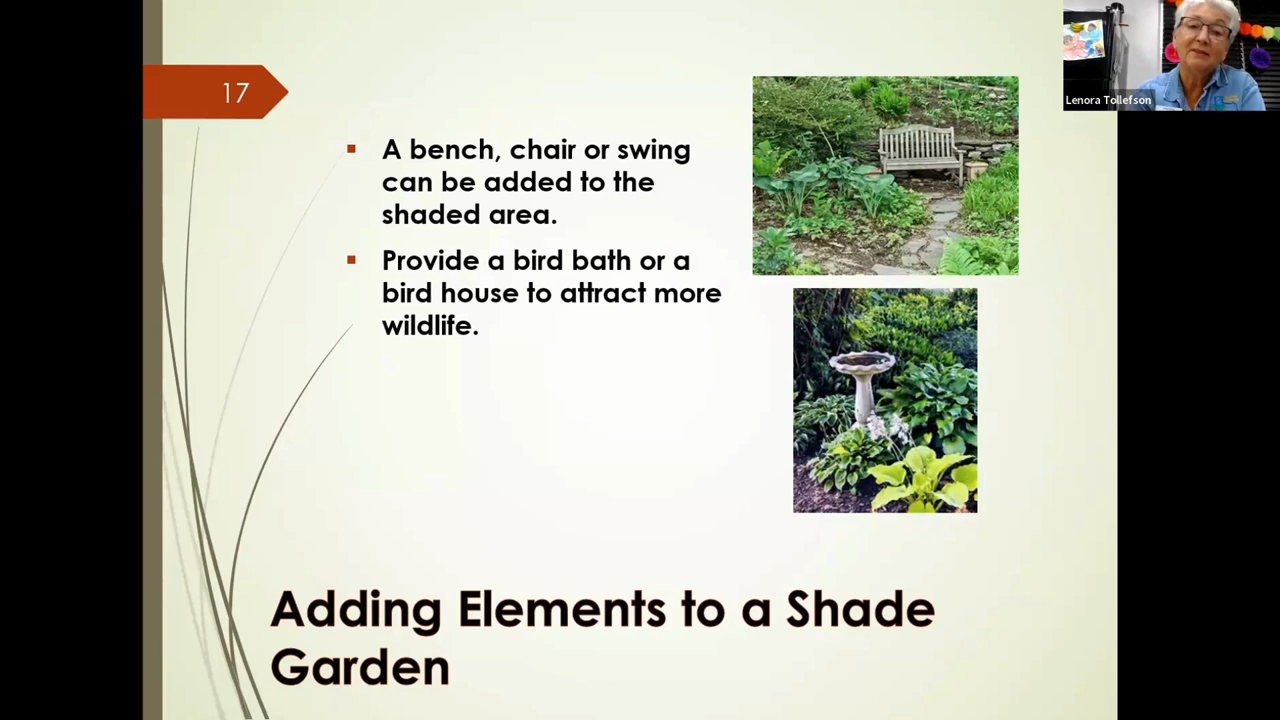 17
A bench, chair or swing
can be added to the
shaded area.
Provide a bird bath or a
bird house to attract more
wildlife.
Adding Elements to a Shade
Garden
Lenora Tollefson